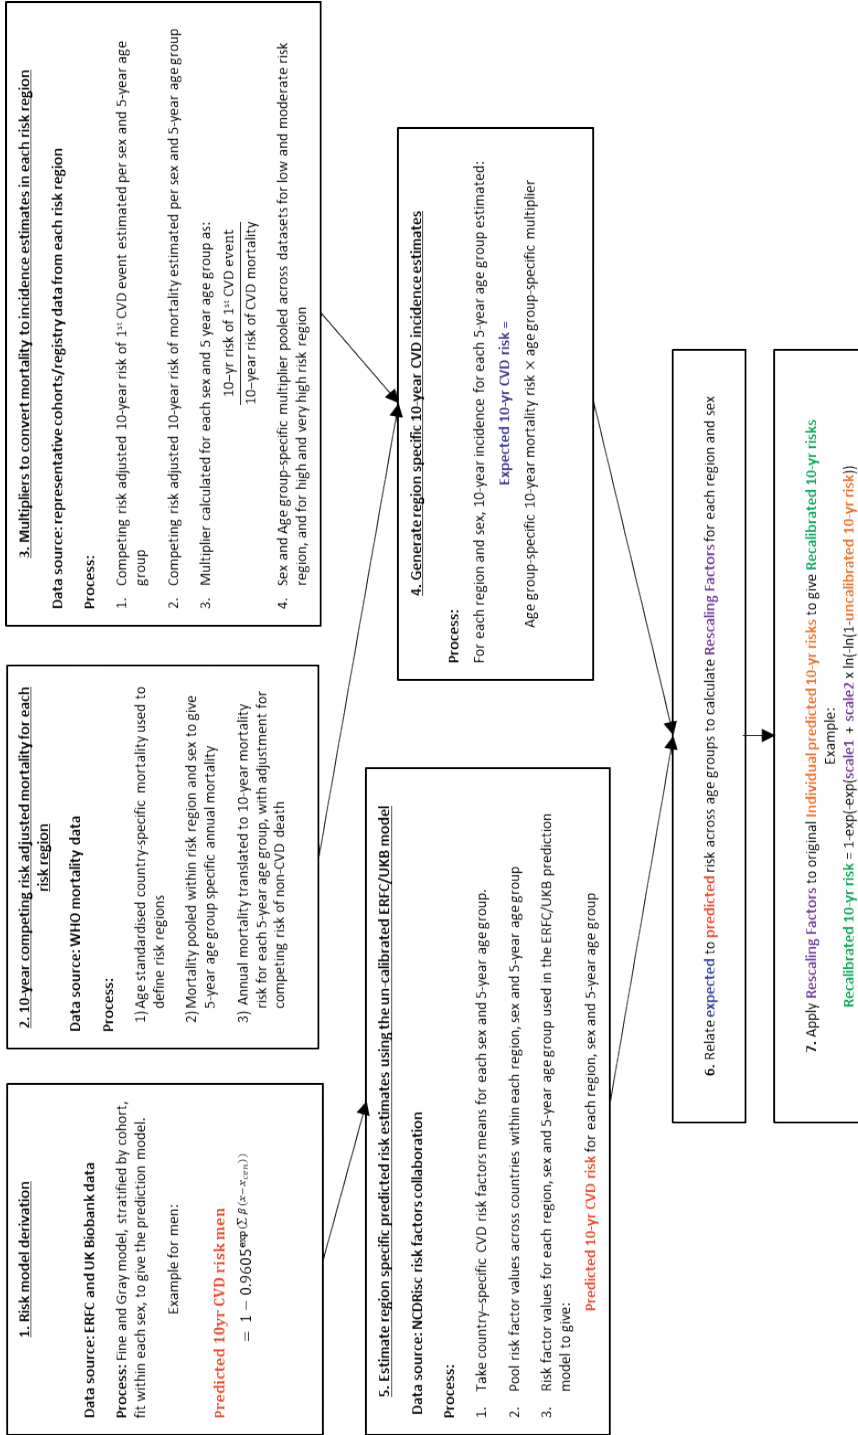 1. Risk model derivation
Data source: ERFC and UK Biobank data
Process: Fine and Gray model, stratified by cohort,
fit within each sex, to give the prediction model.
Example for men:
Predicted 10yr CVD risk men
= 1 − 0.9605^exp(∑ β (x−x_cen))
2. 10-year competing risk adjusted mortality for each
risk region
Data source: WHO mortality data
Process:
1) Age standardised country-specific mortality used to
define risk regions
2) Mortality pooled within risk region and sex to give
5-year age group specific annual mortality
3) Annual mortality translated to 10-year mortality
risk for each 5-year age group, with adjustment for
competing risk of non-CVD death
3. Multipliers to convert mortality to incidence estimates in each risk region
Data source: representative cohorts/registry data from each risk region
Process:
1. Competing risk adjusted 10-year risk of 1st CVD event estimated per sex and 5-year age
group
2. Competing risk adjusted 10-year risk of mortality estimated per sex and 5-year age group
3. Multiplier calculated for each sex and 5 year age group as:
10−yr risk of 1st CVD event
10−year risk of CVD mortality
4. Sex and Age group-specific multiplier pooled across datasets for low and moderate risk
region, and for high and very high risk region
4. Generate region specific 10-year CVD incidence estimates
Process:
For each region and sex, 10-year incidence for each 5-year age group estimated:
Expected 10-yr CVD risk =
Age group-specific 10-year mortality risk × age group-specific multiplier
5. Estimate region specific predicted risk estimates using the un-calibrated ERFC/UKB model
Data source: NCDRisc risk factors collaboration
Process:
1. Take country–specific CVD risk factors means for each sex and 5-year age group.
2. Pool risk factor values across countries within each region, sex and 5-year age group
3. Risk factor values for each region, sex and 5-year age group used in the ERFC/UKB prediction
model to give:
Predicted 10-yr CVD risk for each region, sex and 5-year age group
6. Relate expected to predicted risk across age groups to calculate Rescaling Factors for each region and sex
7. Apply Rescaling Factors to original Individual predicted 10-yr risks to give Recalibrated 10-yr risks
Example:
Recalibrated 10-yr risk = 1-exp(-exp(scale1 + scale2 x ln(-ln(1-uncalibrated 10-yr risk))